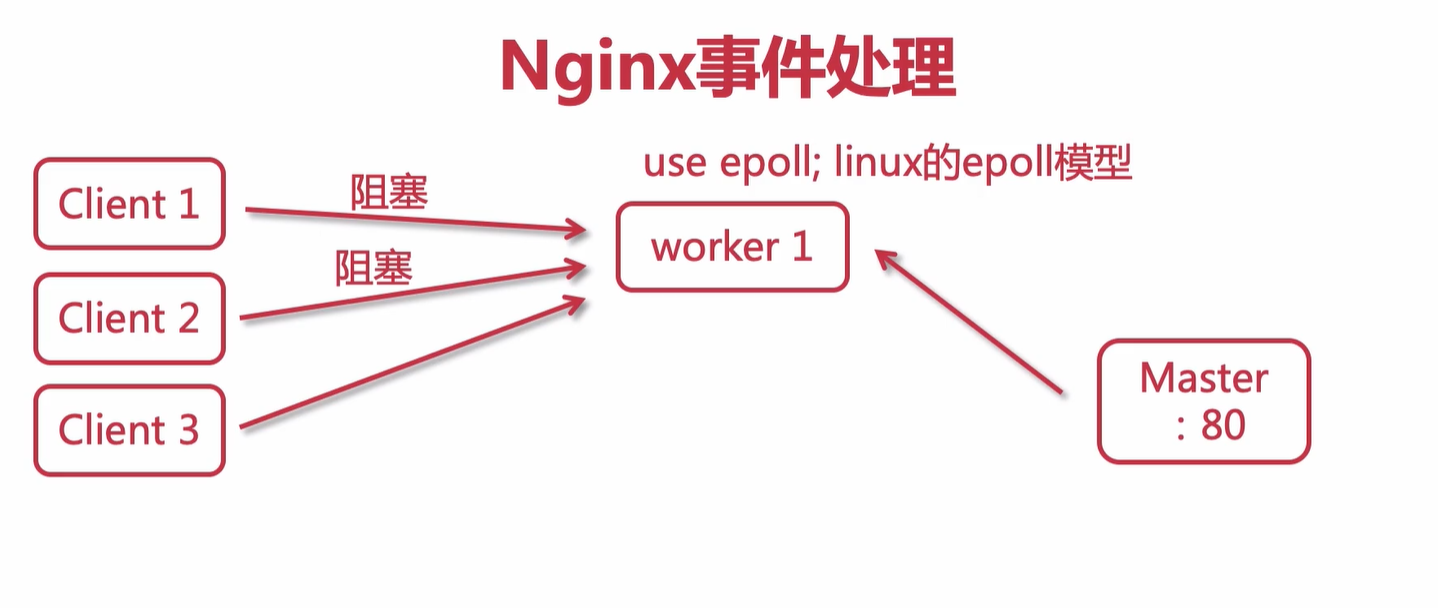 Nginx事件处理
use epoll; linux的epoll模型
Client 1
阻塞
worker 1
阻塞
Client 2
Master
：80
Client 3